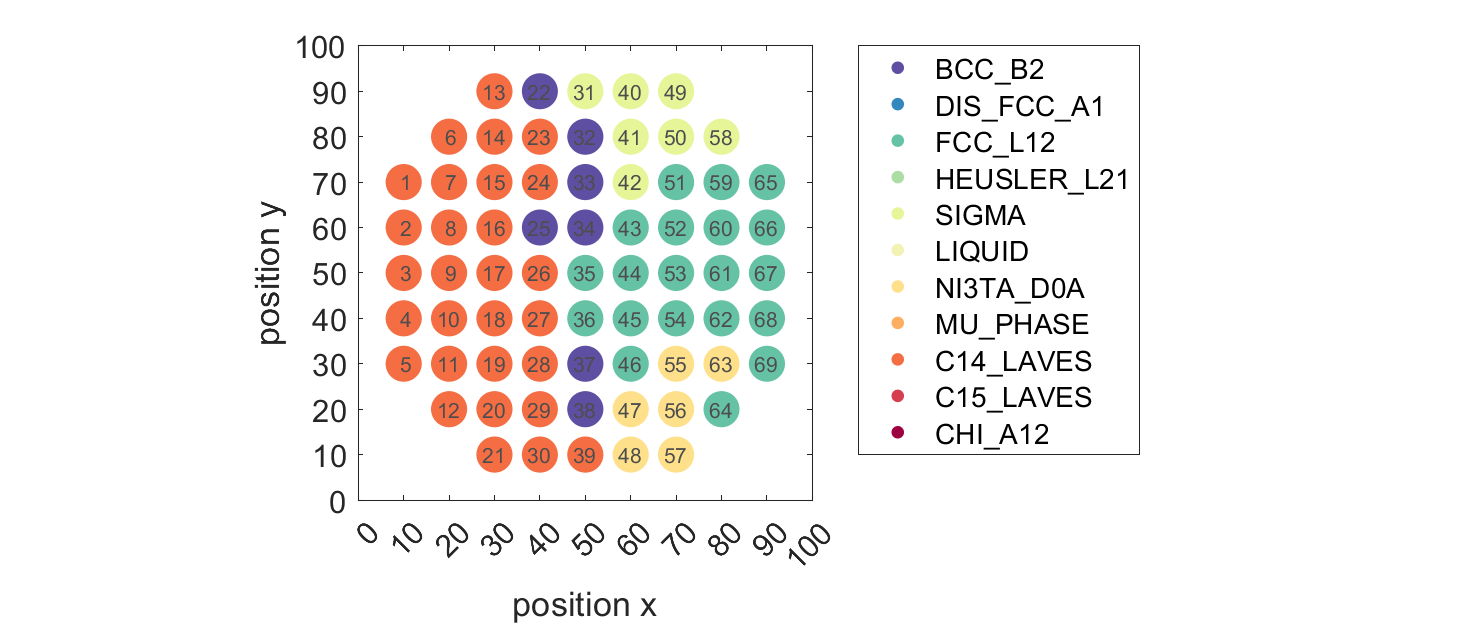 100
90 13 22 31 40 49
80 6 14 23 32 41 50 58
70 1 7 15 24 33 42 51 59 65
60 2 8 16 25 34 43 52 60 66
50 3 9 17 26 35 44 53 61 67
40 4 10 18 27 36 45 54 62 68
30 5 11 19 28 37 46 55 63 69
20 12 20 29 38 47 56 64
10 21 30 39 48 57
0
0 10 20 30 40 50 60 70 80 90 100
position x
position y
BCC_B2
DIS_FCC_A1
FCC_L12
HEUSLER_L21
SIGMA
LIQUID
NI3TA_D0A
MU_PHASE
C14_LAVES
C15_LAVES
CHI_A12